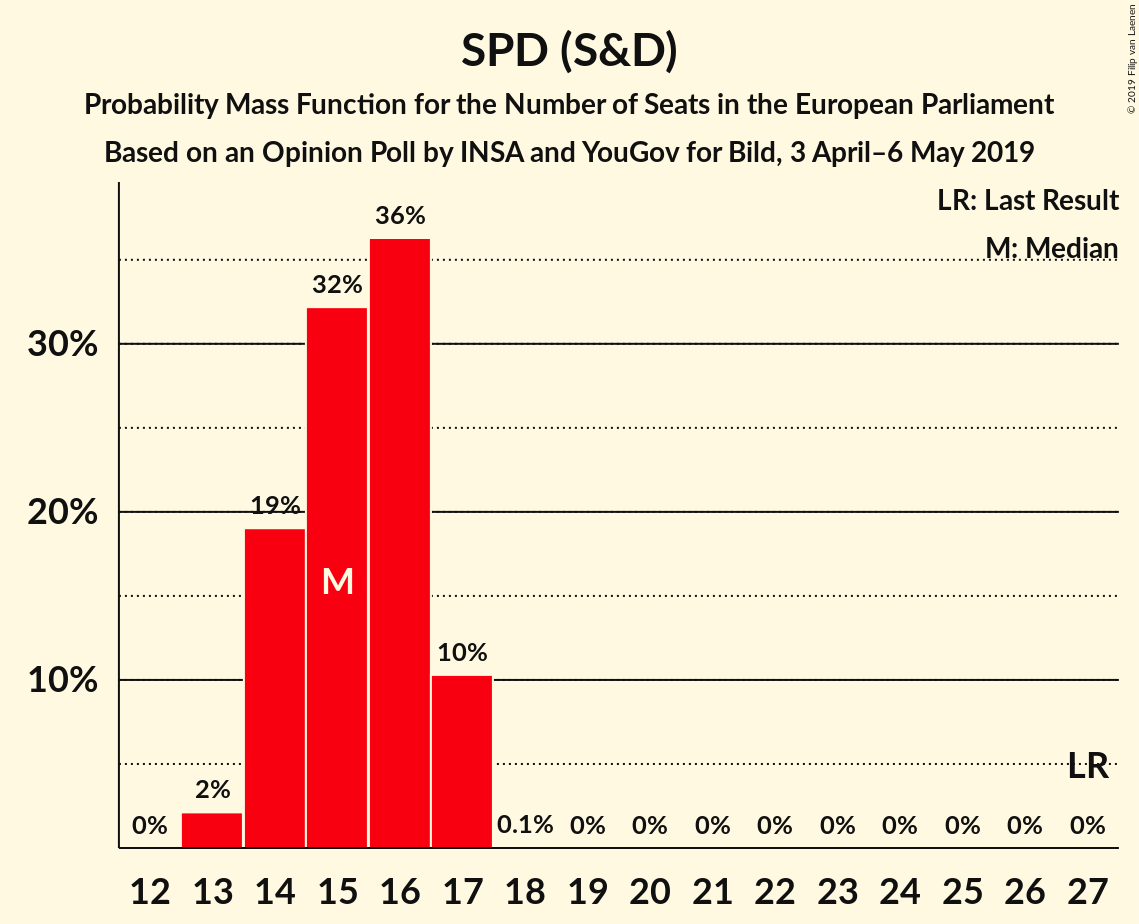 SPD (S&D)
Probability Mass Function for the Number of Seats in the European Parliament
Based on an Opinion Poll by INSA and YouGov for Bild, 3 April–6 May 2019
© 2019 Filip van Laenen
LR: Last Result
M: Median
36%
32%
30%
19%
20%
M
10%
10%
LR
2%
0%
0.1%
0%
0%
0%
0%
0%
0%
0%
0%
0%
12 13 14 15 16 17 18 19 20 21 22 23 24 25 26 27